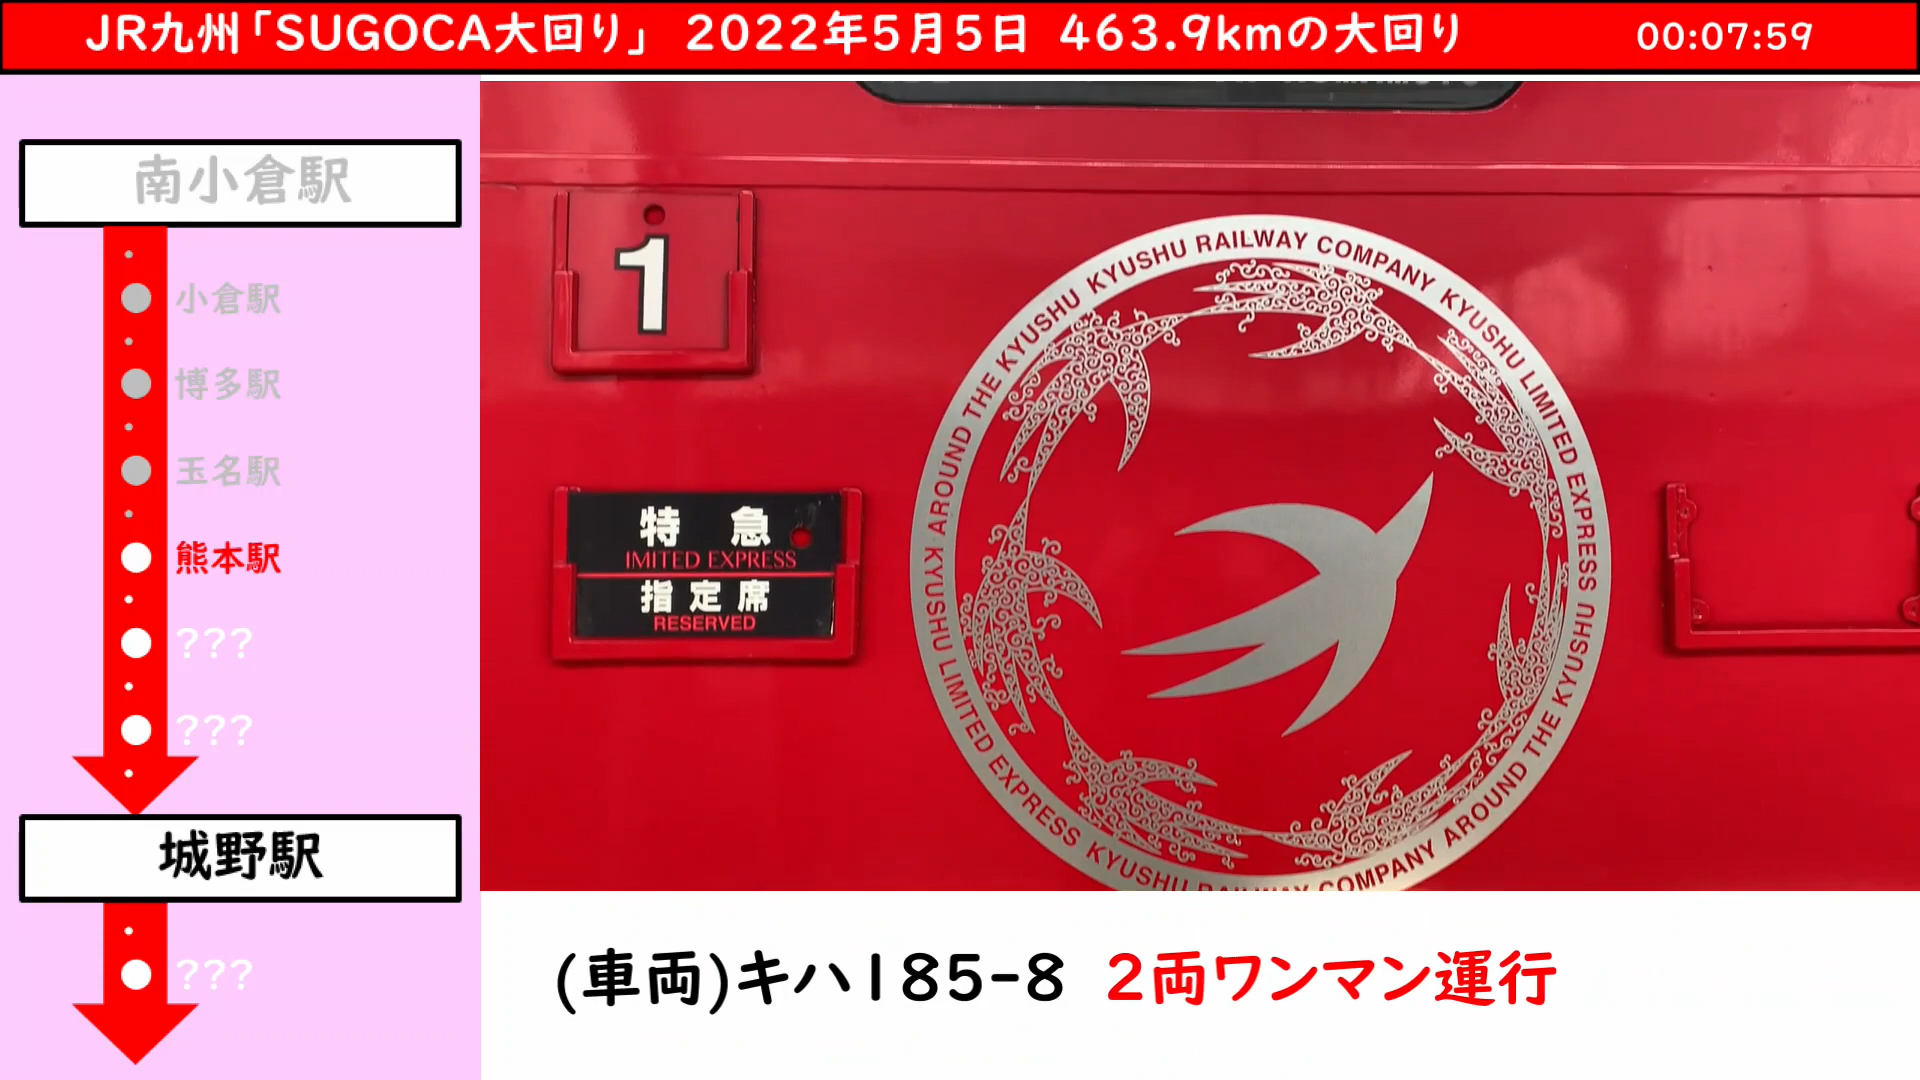 JR九州「SUGOCA大回り」 2022年5月5日 463.9kmの大回り
00:07:59
南小倉駅
小倉駅
博多駅
玉名駅
熊本駅
???
???
城野駅
???
1
特急
IMITED EXPRESS
指定席
RESERVED
AROUND THE KYUSHU KYUSHU RAILWAY COMPANY KYUSHU LIMITED EXPRESS
AROUND THE KYUSHU KYUSHU RAILWAY COMPANY KYUSHU LIMITED EXPRESS
(車両)キハ185-8 2両ワンマン運行